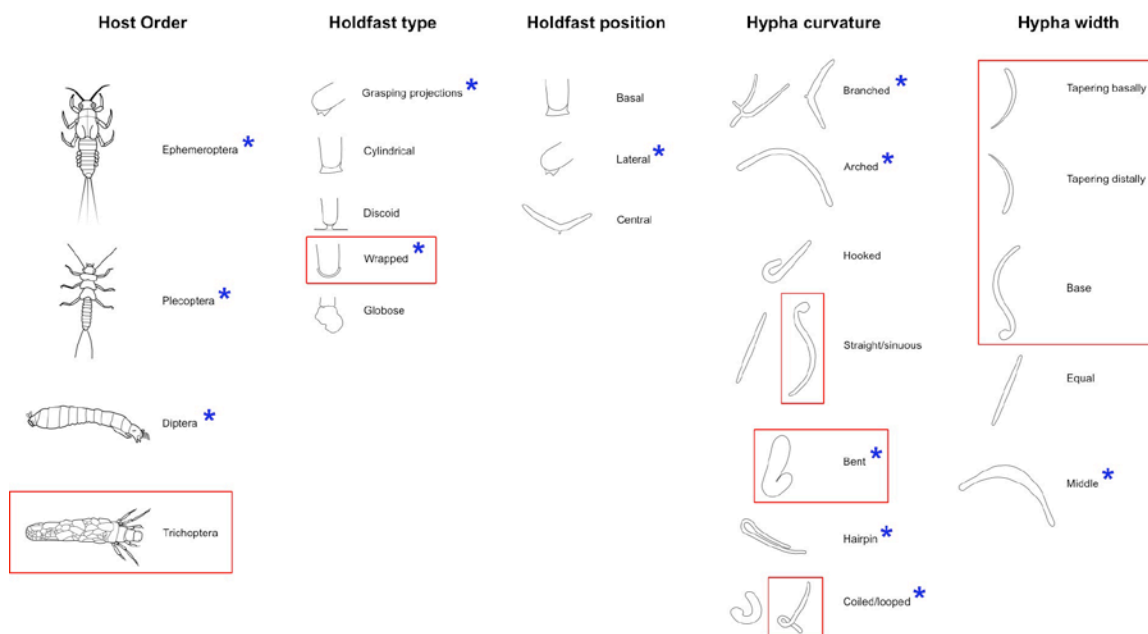 Host Order
Holdfast type
Holdfast position
Hypha curvature
Hypha width
Ephemeroptera *
Plecoptera *
Diptera *
Trichoptera
Grasping projections *
Cylindrical
Discoid
Wrapped *
Globose
Basal
Lateral *
Central
Branched *
Arched *
Hooked
Straight/sinuous
Bent *
Hairpin *
Coiled/looped *
Tapering basally
Tapering distally
Base
Equal
Middle *